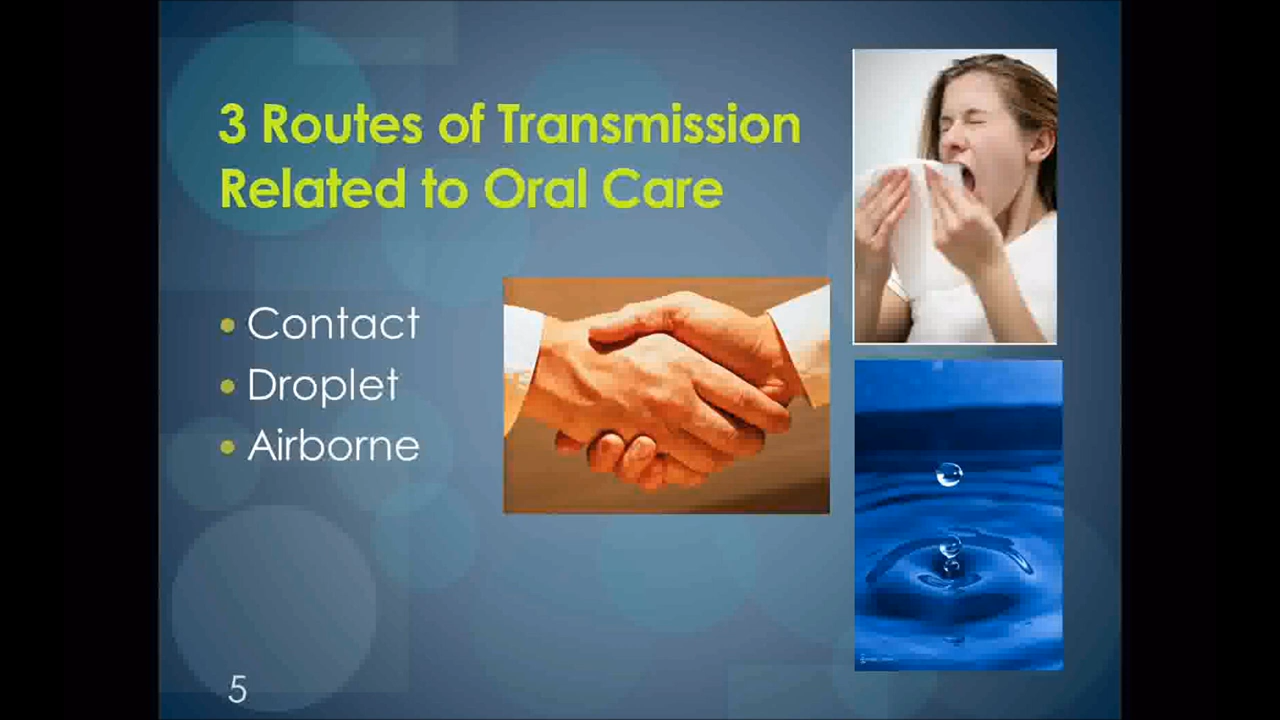 3 Routes of Transmission
Related to Oral Care
Contact
Droplet
Airborne
5